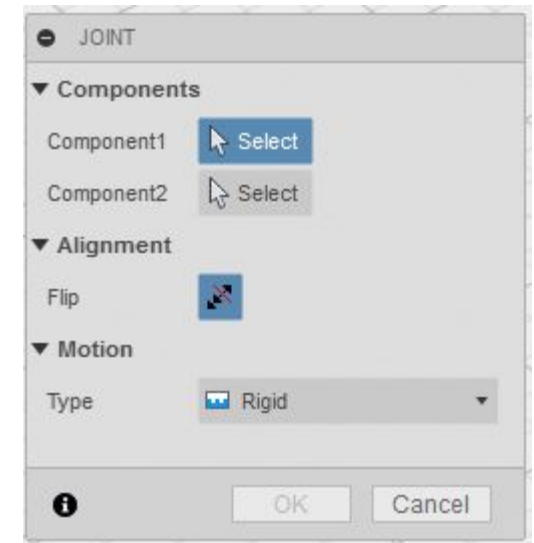 JOINT
Components
Component1 Select
Component2 Select
Alignment
Flip
Motion
Type Rigid
OK Cancel